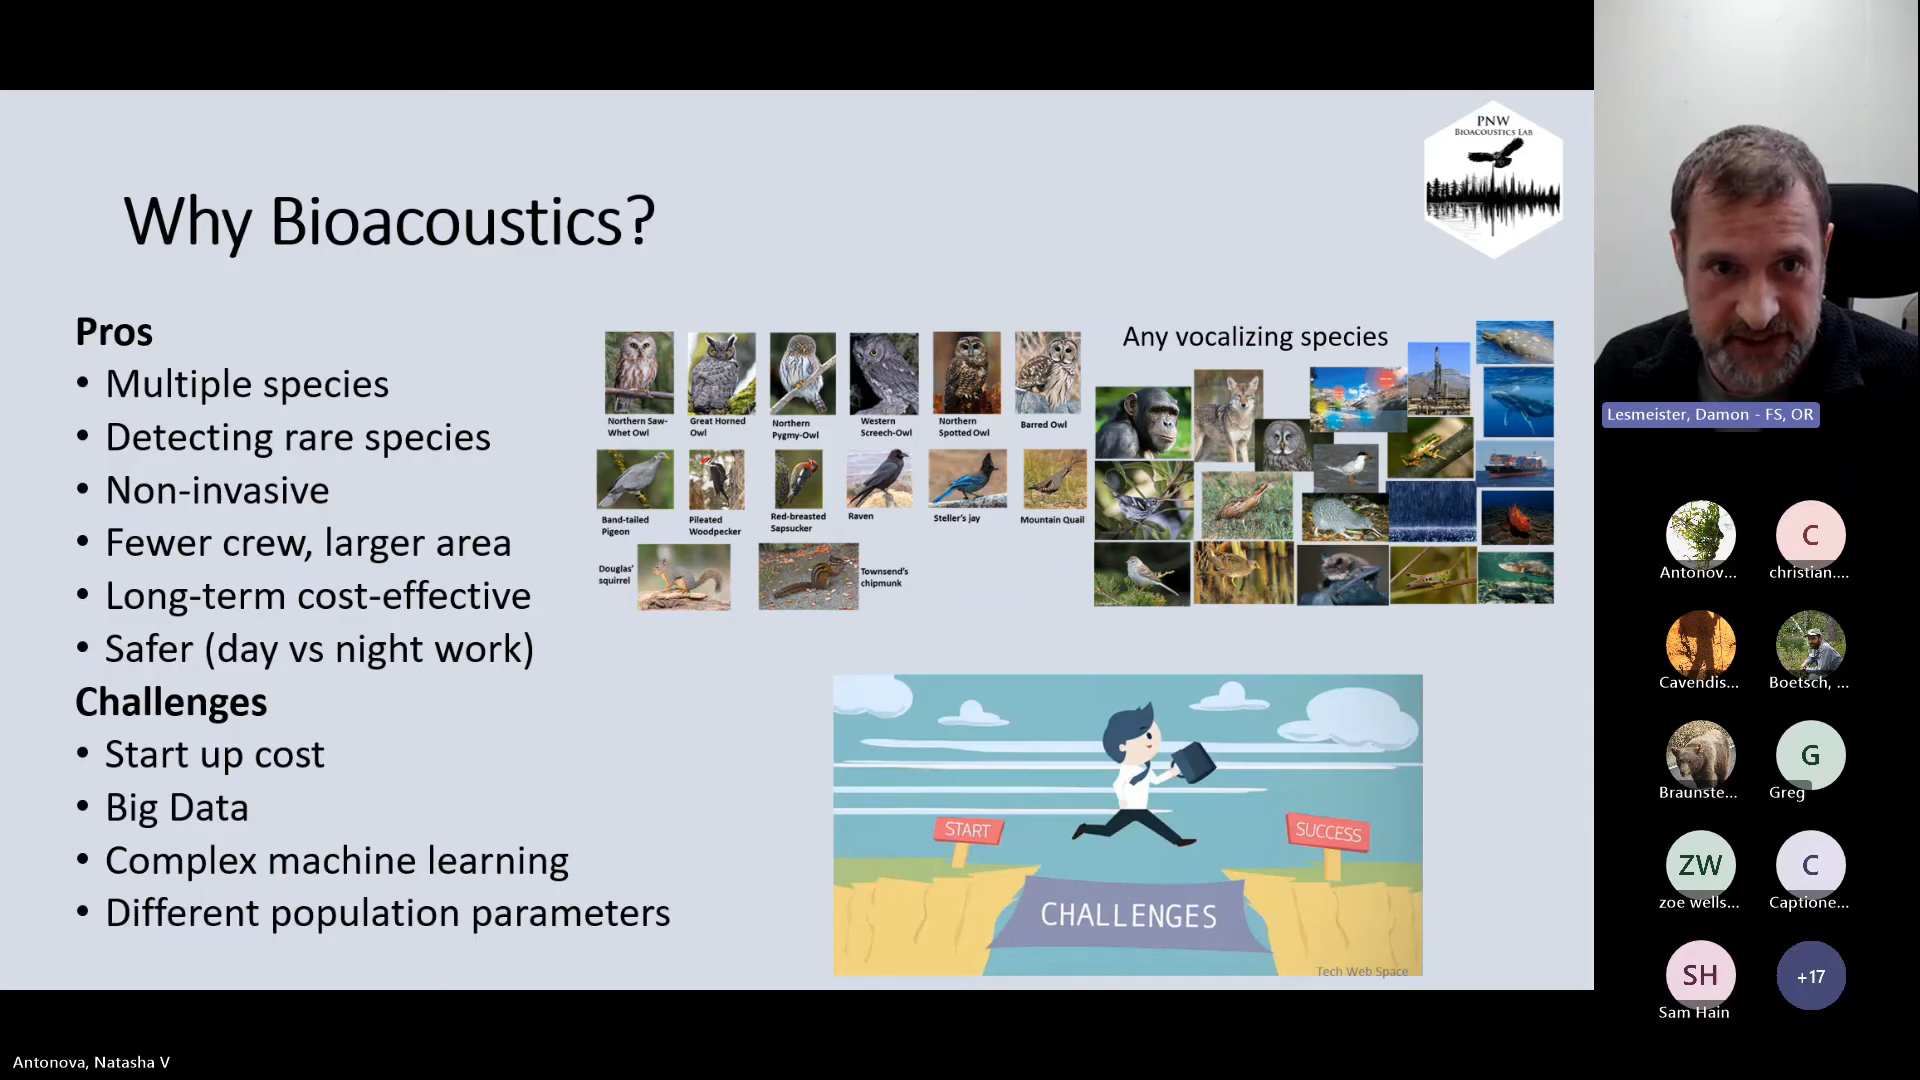 PNW
BIOACOUSTICS LAB
Why Bioacoustics?
Pros
• Multiple species
• Detecting rare species
• Non-invasive
• Fewer crew, larger area
• Long-term cost-effective
• Safer (day vs night work)
Challenges
• Start up cost
• Big Data
• Complex machine learning
• Different population parameters
Northern Saw-
Whet Owl
Great Horned
Owl
Northern
Pygmy-Owl
Western
Screech-Owl
Northern
Spotted Owl
Barred Owl
Band-tailed
Pigeon
Pileated
Woodpecker
Red-breasted
Sapsucker
Raven
Steller's jay
Mountain Quail
Douglas'
squirrel
Townsend's
chipmunk
Any vocalizing species
START
SUCCESS
CHALLENGES
Tech Web Space
Lesmeister, Damon - FS, OR
Antonov...
C
christian....
Cavendis...
Boetsch, ...
Braunste...
G
Greg
ZW
zoe wells...
C
Captione...
SH
Sam Hain
+17
Antonova, Natasha V